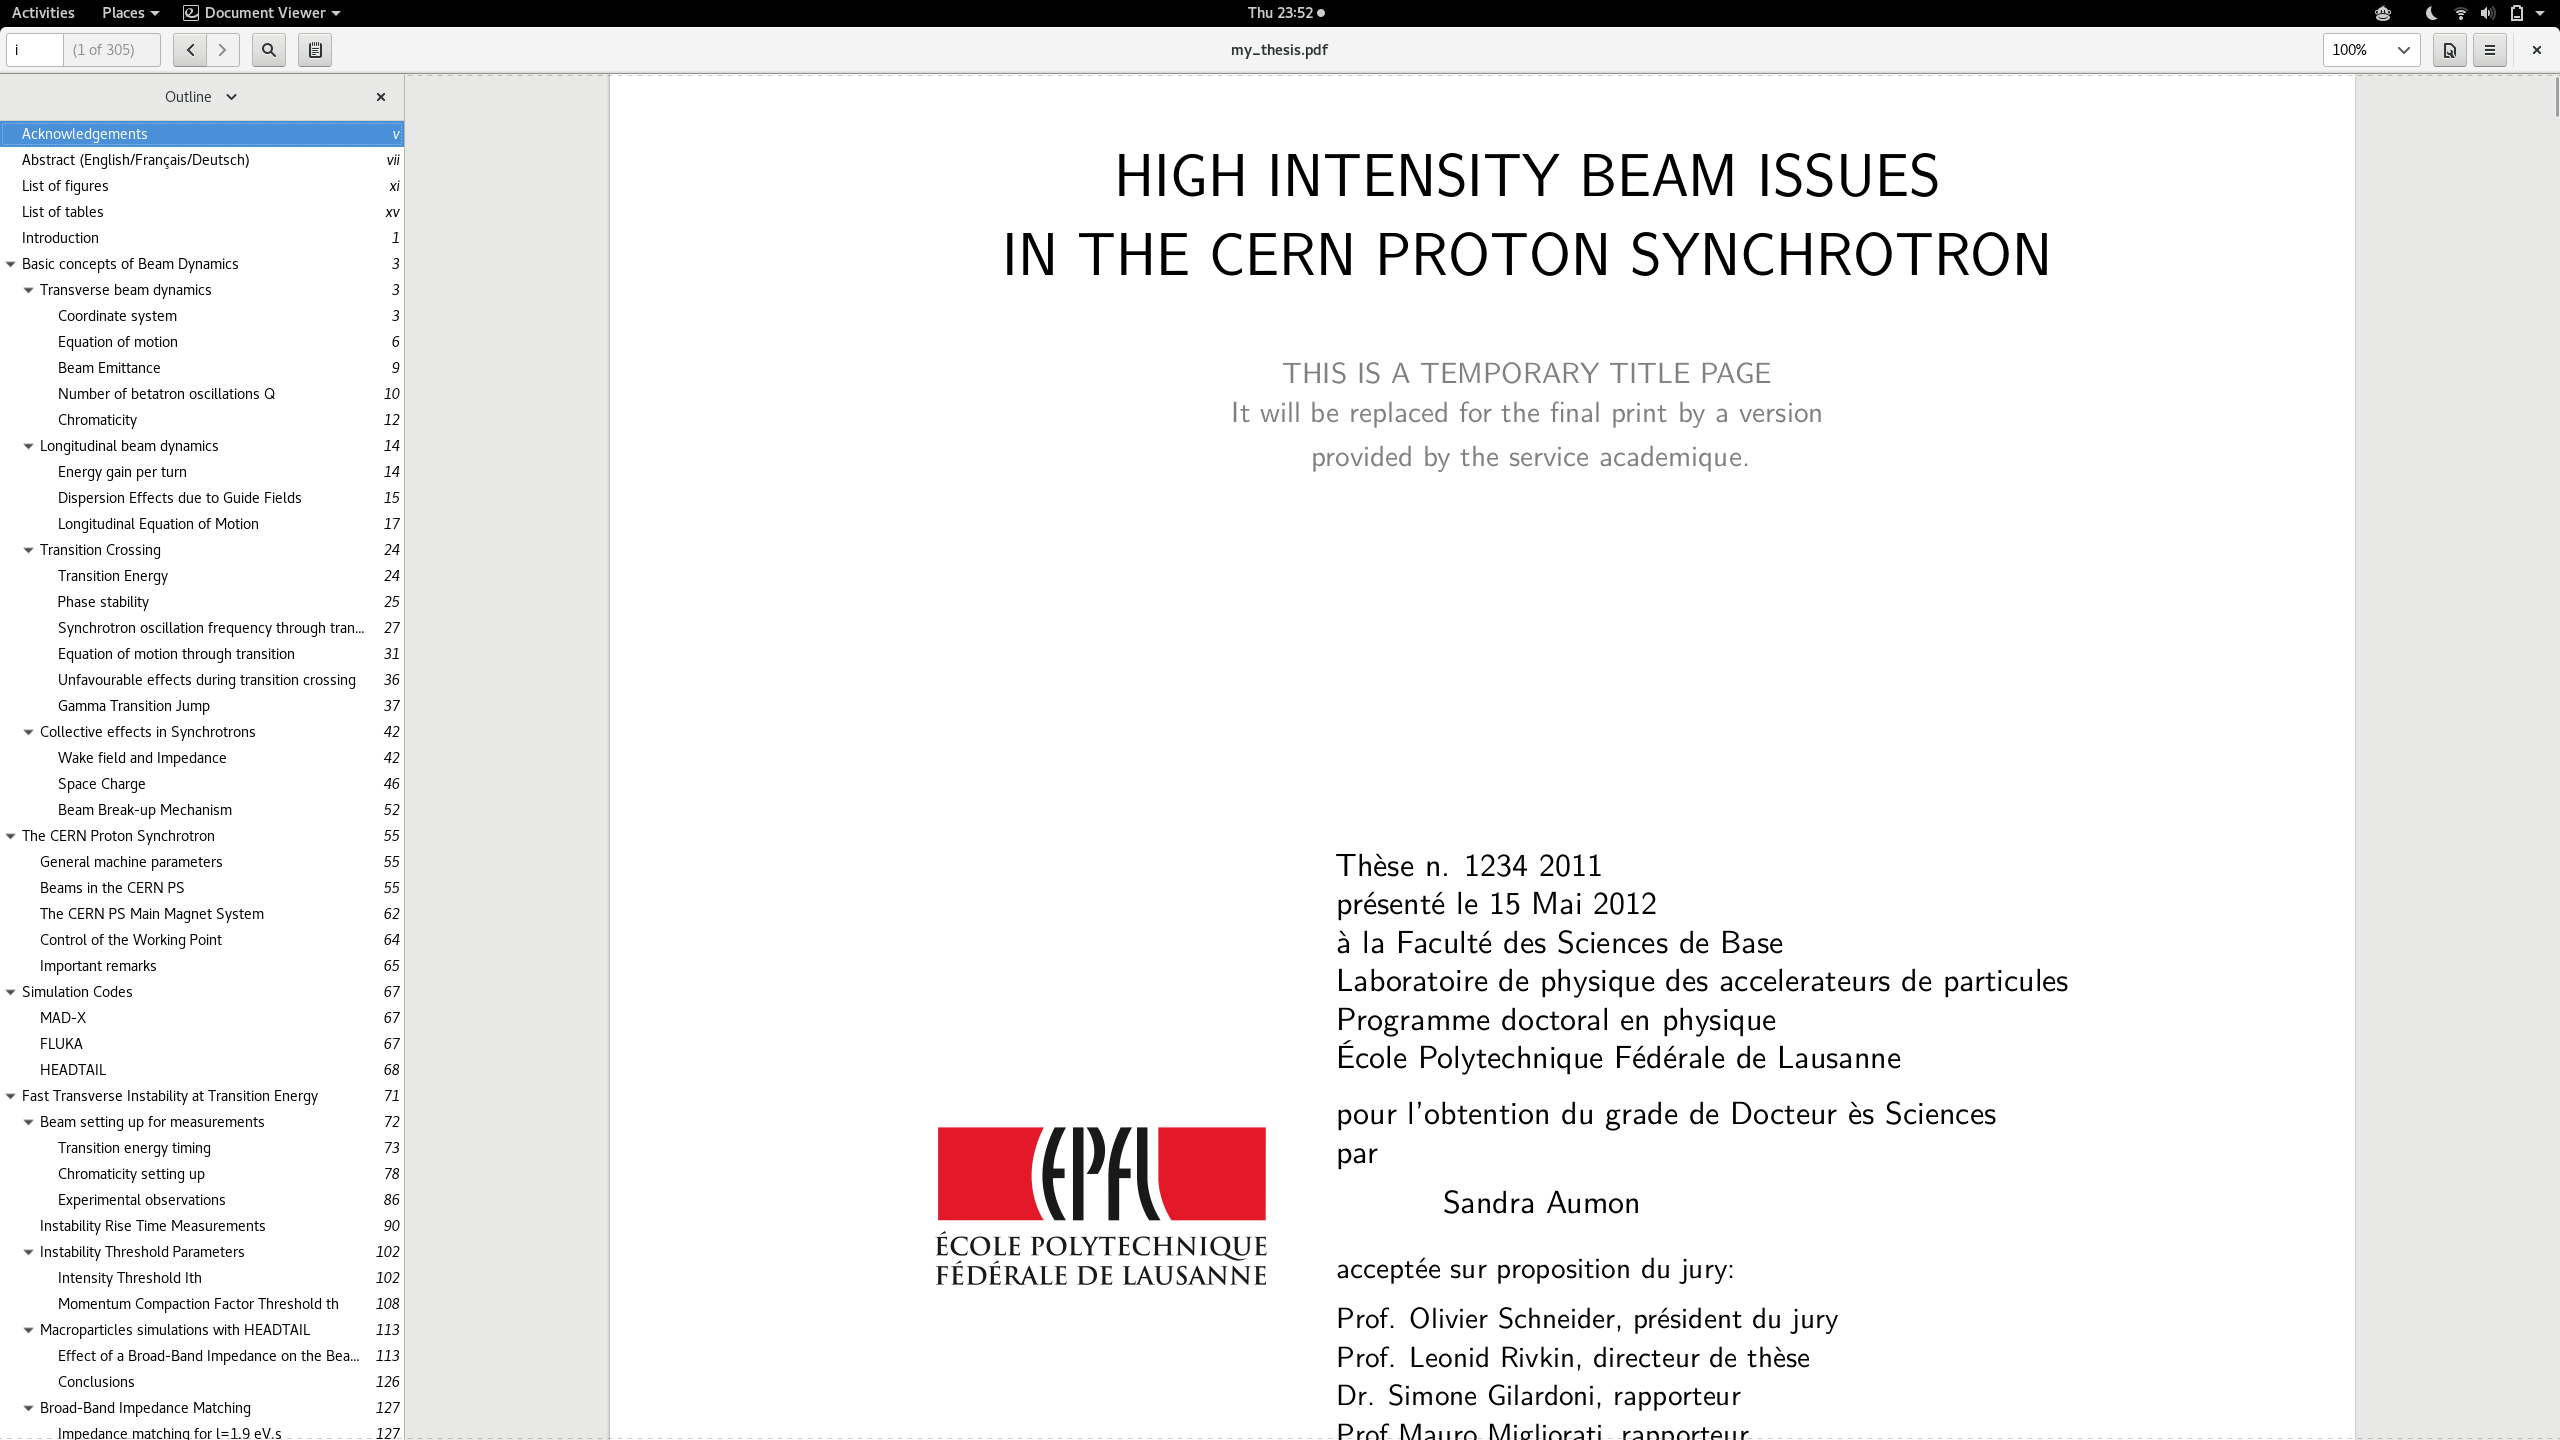 Activities Places Document Viewer Thu 23:52
i (1 of 305) my_thesis.pdf 100%
Outline
Acknowledgements v
Abstract (English/Français/Deutsch) vii
List of figures xi
List of tables xv
Introduction 1
Basic concepts of Beam Dynamics 3
Transverse beam dynamics 3
Coordinate system 3
Equation of motion 6
Beam Emittance 9
Number of betatron oscillations Q 10
Chromaticity 12
Longitudinal beam dynamics 14
Energy gain per turn 14
Dispersion Effects due to Guide Fields 15
Longitudinal Equation of Motion 17
Transition Crossing 24
Transition Energy 24
Phase stability 25
Synchrotron oscillation frequency through tran... 27
Equation of motion through transition 31
Unfavourable effects during transition crossing 36
Gamma Transition Jump 37
Collective effects in Synchrotrons 42
Wake field and Impedance 42
Space Charge 46
Beam Break-up Mechanism 52
The CERN Proton Synchrotron 55
General machine parameters 55
Beams in the CERN PS 55
The CERN PS Main Magnet System 62
Control of the Working Point 64
Important remarks 65
Simulation Codes 67
MAD-X 67
FLUKA 67
HEADTAIL 68
Fast Transverse Instability at Transition Energy 71
Beam setting up for measurements 72
Transition energy timing 73
Chromaticity setting up 78
Experimental observations 86
Instability Rise Time Measurements 90
Instability Threshold Parameters 102
Intensity Threshold Ith 102
Momentum Compaction Factor Threshold th 108
Macroparticles simulations with HEADTAIL 113
Effect of a Broad-Band Impedance on the Bea... 113
Conclusions 126
Broad-Band Impedance Matching 127
Impedance matching for l=1.9 eV.s 127
HIGH INTENSITY BEAM ISSUES
IN THE CERN PROTON SYNCHROTRON
THIS IS A TEMPORARY TITLE PAGE
It will be replaced for the final print by a version
provided by the service academique.
Thèse n. 1234 2011
présenté le 15 Mai 2012
à la Faculté des Sciences de Base
Laboratoire de physique des accelerateurs de particules
Programme doctoral en physique
École Polytechnique Fédérale de Lausanne
pour l'obtention du grade de Docteur ès Sciences
par
Sandra Aumon
EPFL
ÉCOLE POLYTECHNIQUE
FÉDÉRALE DE LAUSANNE
acceptée sur proposition du jury:
Prof. Olivier Schneider, président du jury
Prof. Leonid Rivkin, directeur de thèse
Dr. Simone Gilardoni, rapporteur
Prof Mauro Migliorati, rapporteur